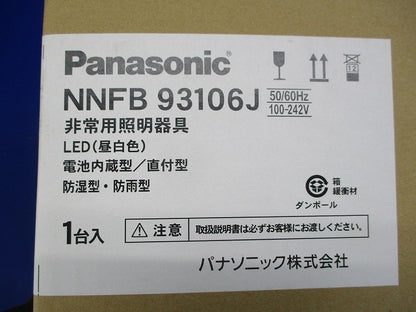 Panasonic
NNFB 93106J 50/60Hz
100-242V
非常用照明器具
LED(昼白色)
電池内蔵型/直付型
防湿型・防雨型
箱
緩衝材
ダンボール
1台入
注意 取扱説明書は必ずお客様にお渡しください。
パナソニック株式会社
12